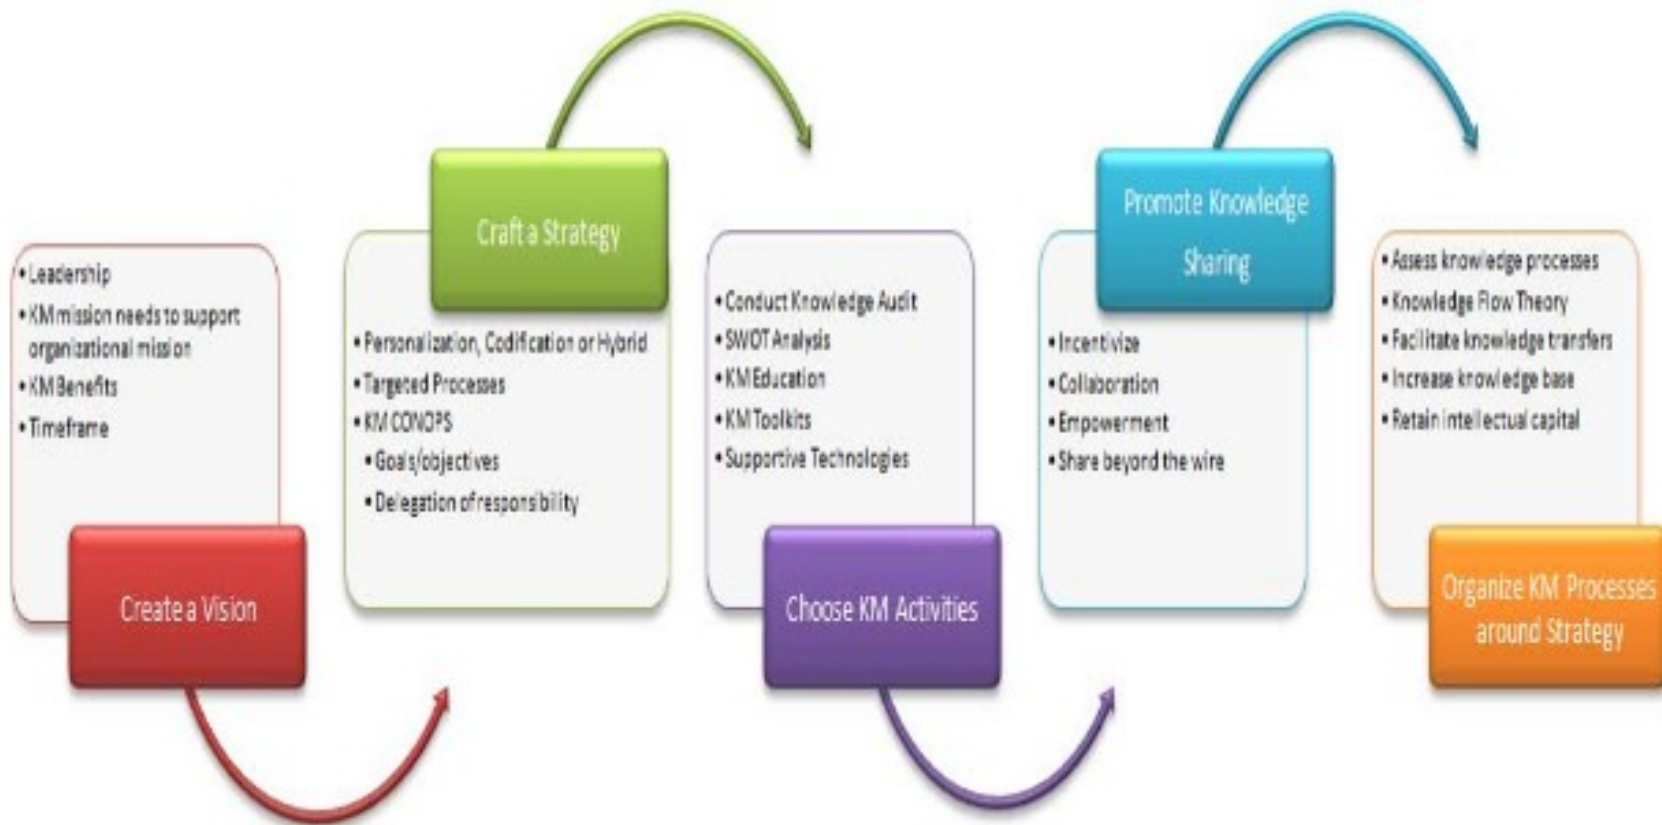 • Leadership
• KM mission needs to support
organizational mission
• KM Benefits
• Timeframe
Create a Vision
Craft a Strategy
• Personalization, Codification or Hybrid
• Targeted Processes
• KM CONOPS
• Goals/objectives
• Delegation of responsibility
• Conduct Knowledge Audit
• SWOT Analysis
• KM Education
• KM Toolkits
• Supportive Technologies
Choose KM Activities
Promote Knowledge
Sharing
• Incentivize
• Collaboration
• Empowerment
• Share beyond the wire
• Assess knowledge processes
• Knowledge Flow Theory
• Facilitate knowledge transfers
• Increase knowledge base
• Retain intellectual capital
Organize KM Processes
around Strategy